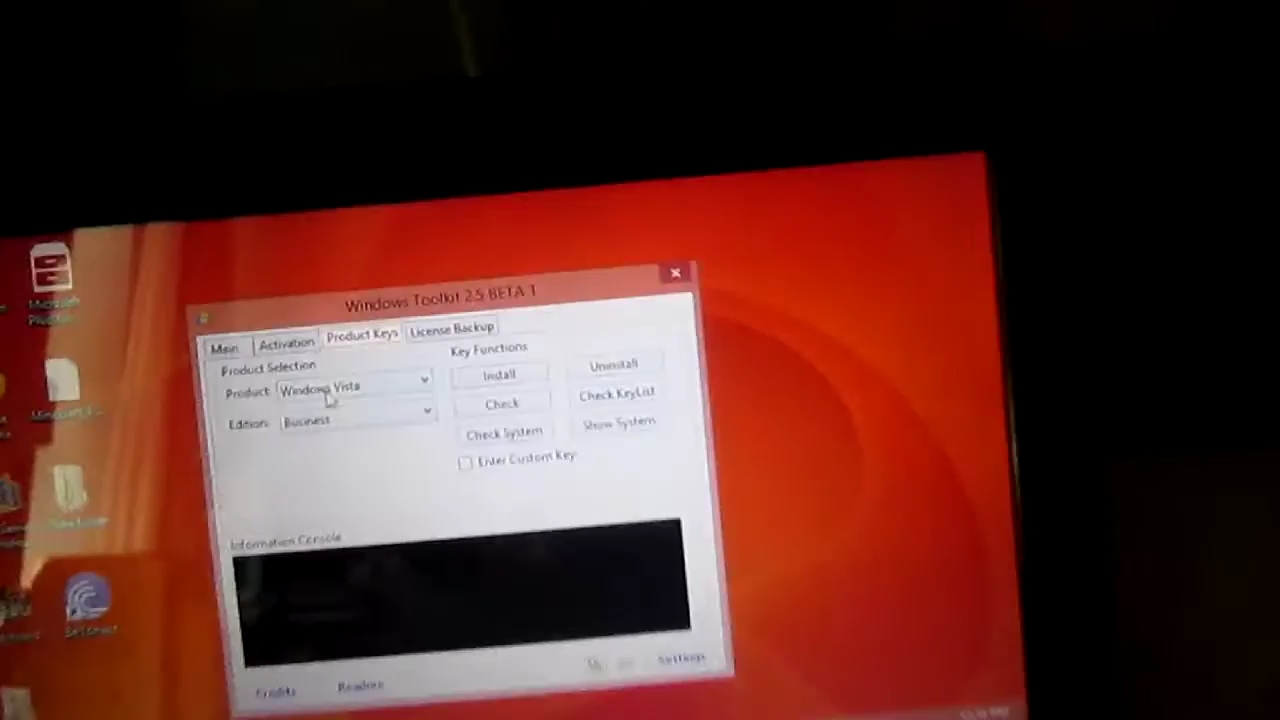 Windows Toolkit 2.5 BETA 1
Main
Activation
Product Keys
License Backup
Product Selection
Product:
Windows Vista
Edition:
Business
Key Functions
Install
Uninstall
Check
Check KeyList
Check System
Show System
Enter Custom Key
Information Console
Credits
Readme
Settings
Microsoft